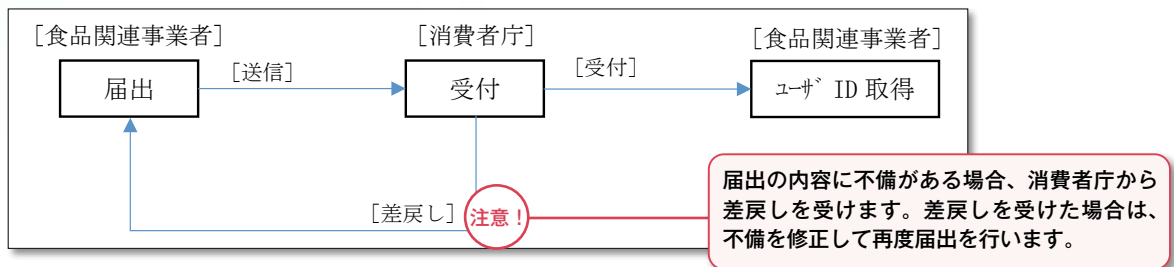 [食品関連事業者]
[消費者庁]
[食品関連事業者]
届出
[送信]
受付
[受付]
ﾕｰｻﾞ ID 取得
[差戻し]
注意！
届出の内容に不備がある場合、消費者庁から
差戻しを受けます。差戻しを受けた場合は、
不備を修正して再度届出を行います。